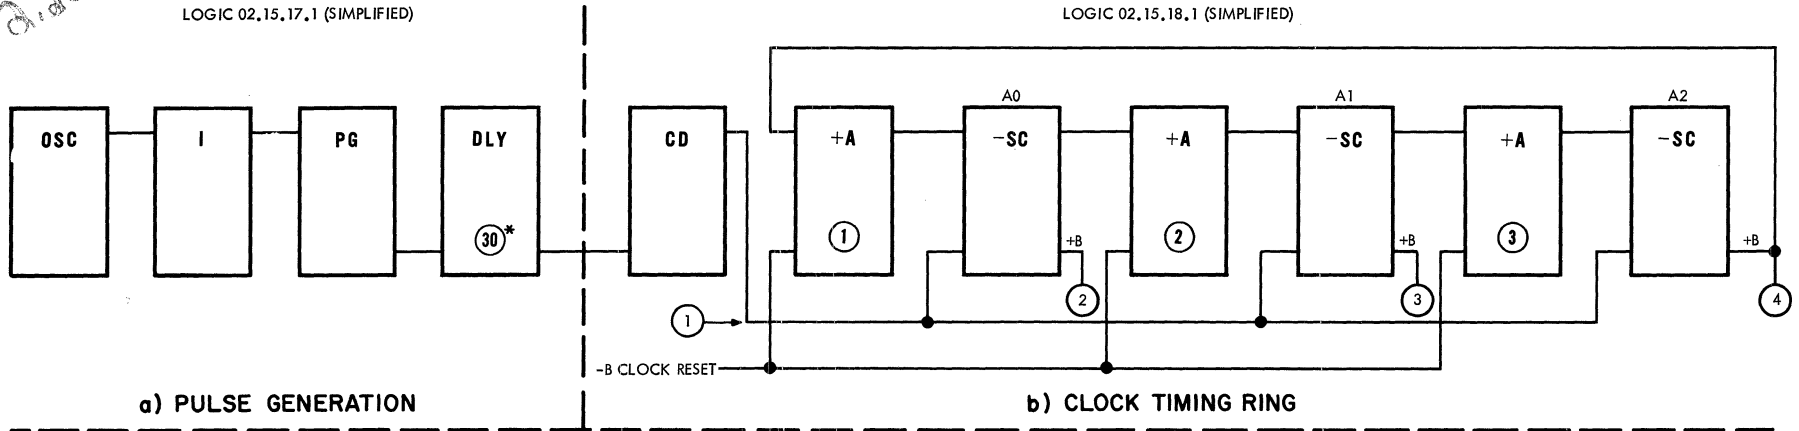 LOGIC 02.15.17.1 (SIMPLIFIED)
LOGIC 02.15.18.1 (SIMPLIFIED)
OSC
I
PG
DLY
30*
CD
+A
1
A0
-SC
+B
2
+A
2
A1
-SC
+B
3
+A
3
A2
-SC
+B
4
1
-B CLOCK RESET
a) PULSE GENERATION
b) CLOCK TIMING RING